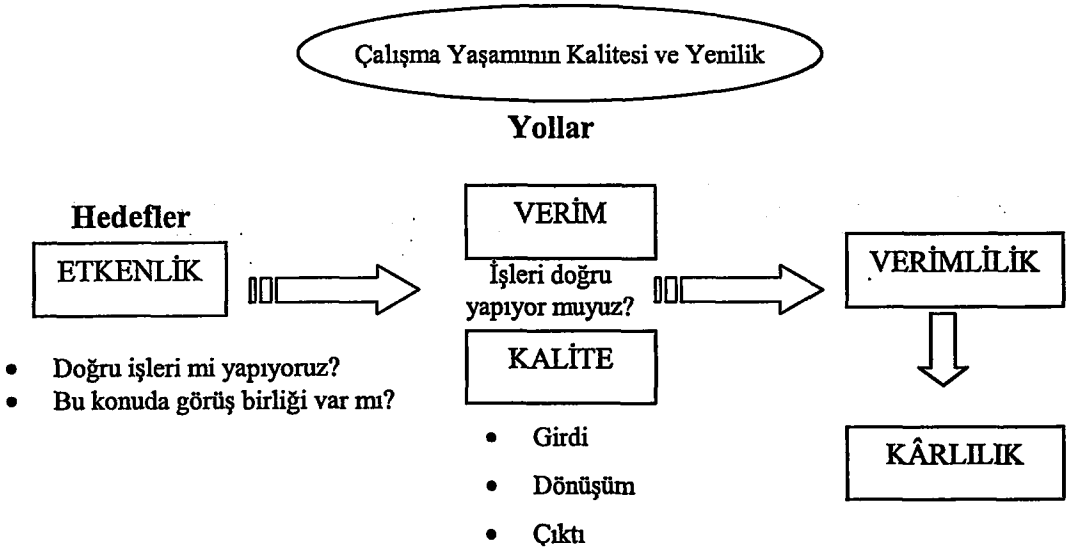 Çalışma Yaşamının Kalitesi ve Yenilik
Yollar
Hedefler
ETKENLİK
• Doğru işleri mi yapıyoruz?
• Bu konuda görüş birliği var mı?
VERİM
İşleri doğru
yapıyor muyuz?
KALİTE
• Girdi
• Dönüşüm
• Çıktı
VERİMLİLİK
KÂRLILIK